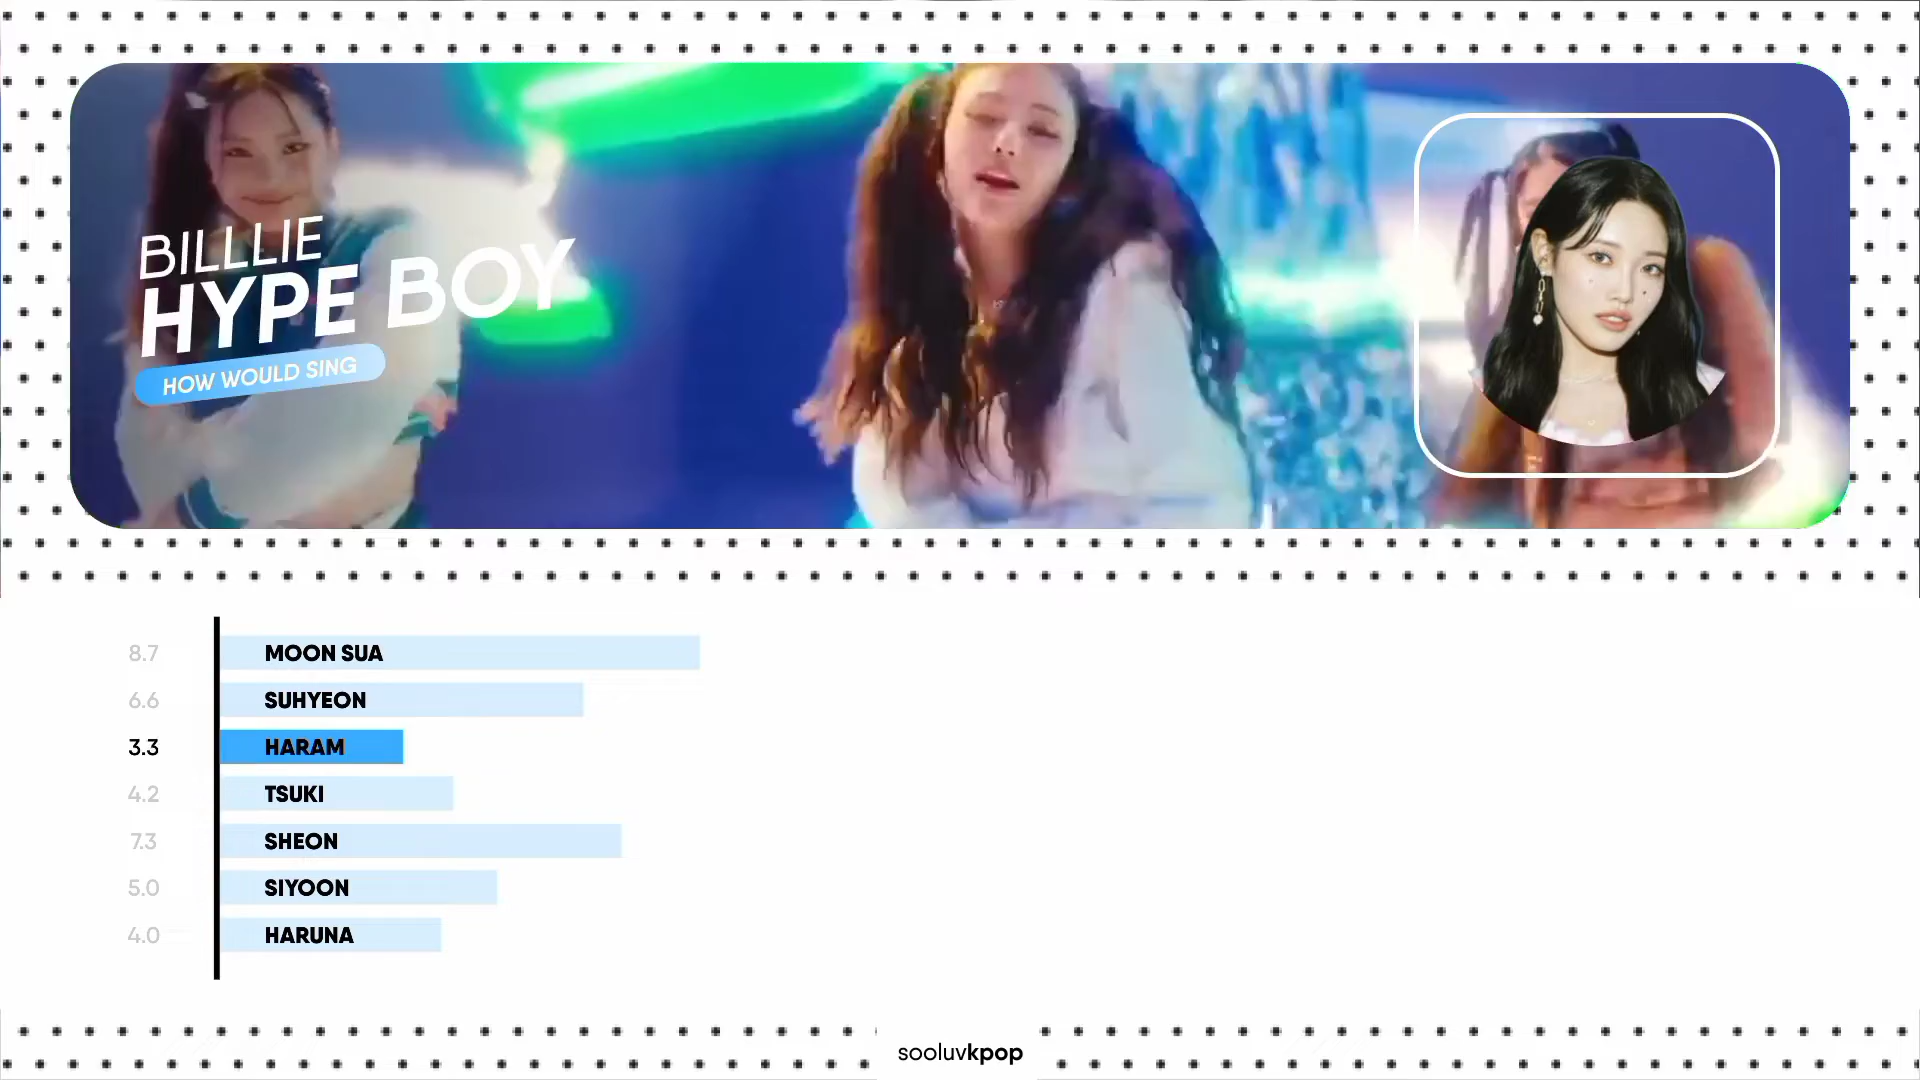 BILLLIE
HYPE BOY
HOW WOULD SING
8.7 MOON SUA
6.6 SUHYEON
3.3 HARAM
4.2 TSUKI
7.3 SHEON
5.0 SIYOON
4.0 HARUNA
sooluvkpop